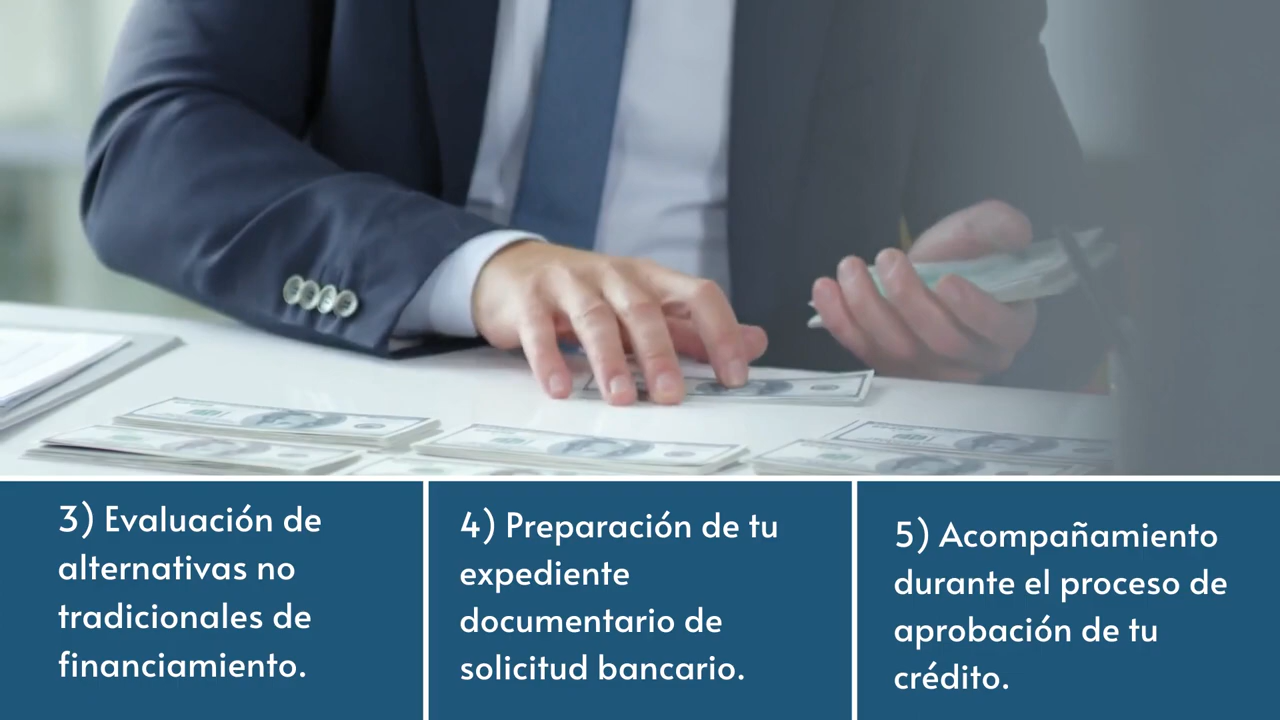 3) Evaluación de
alternativas no
tradicionales de
financiamiento.
4) Preparación de tu
expediente
documentario de
solicitud bancario.
5) Acompañamiento
durante el proceso de
aprobación de tu
crédito.